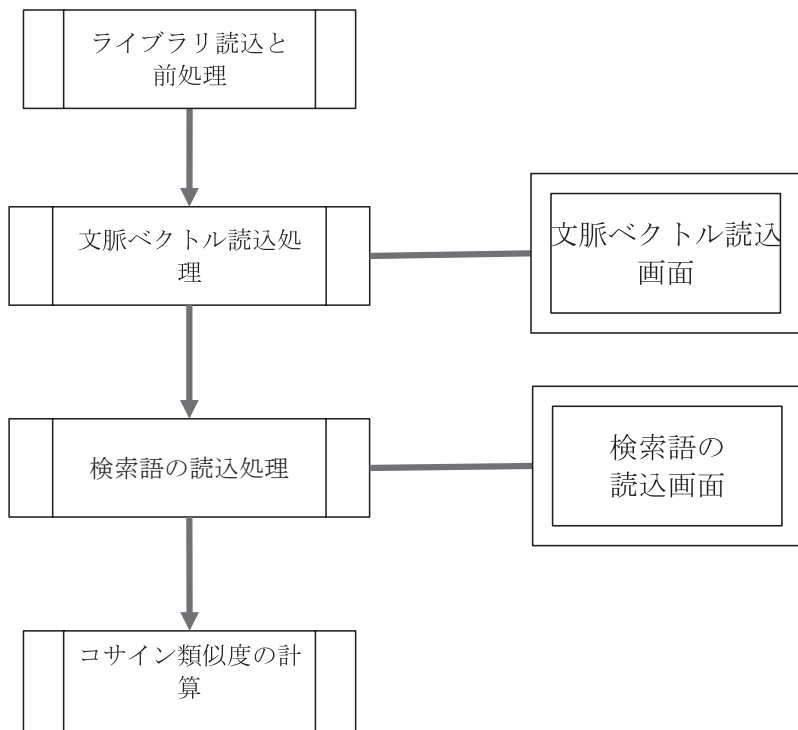 ライブラリ読込と
前処理
文脈ベクトル読込処
理
文脈ベクトル読込
画面
検索語の読込処理
検索語の
読込画面
コサイン類似度の計
算